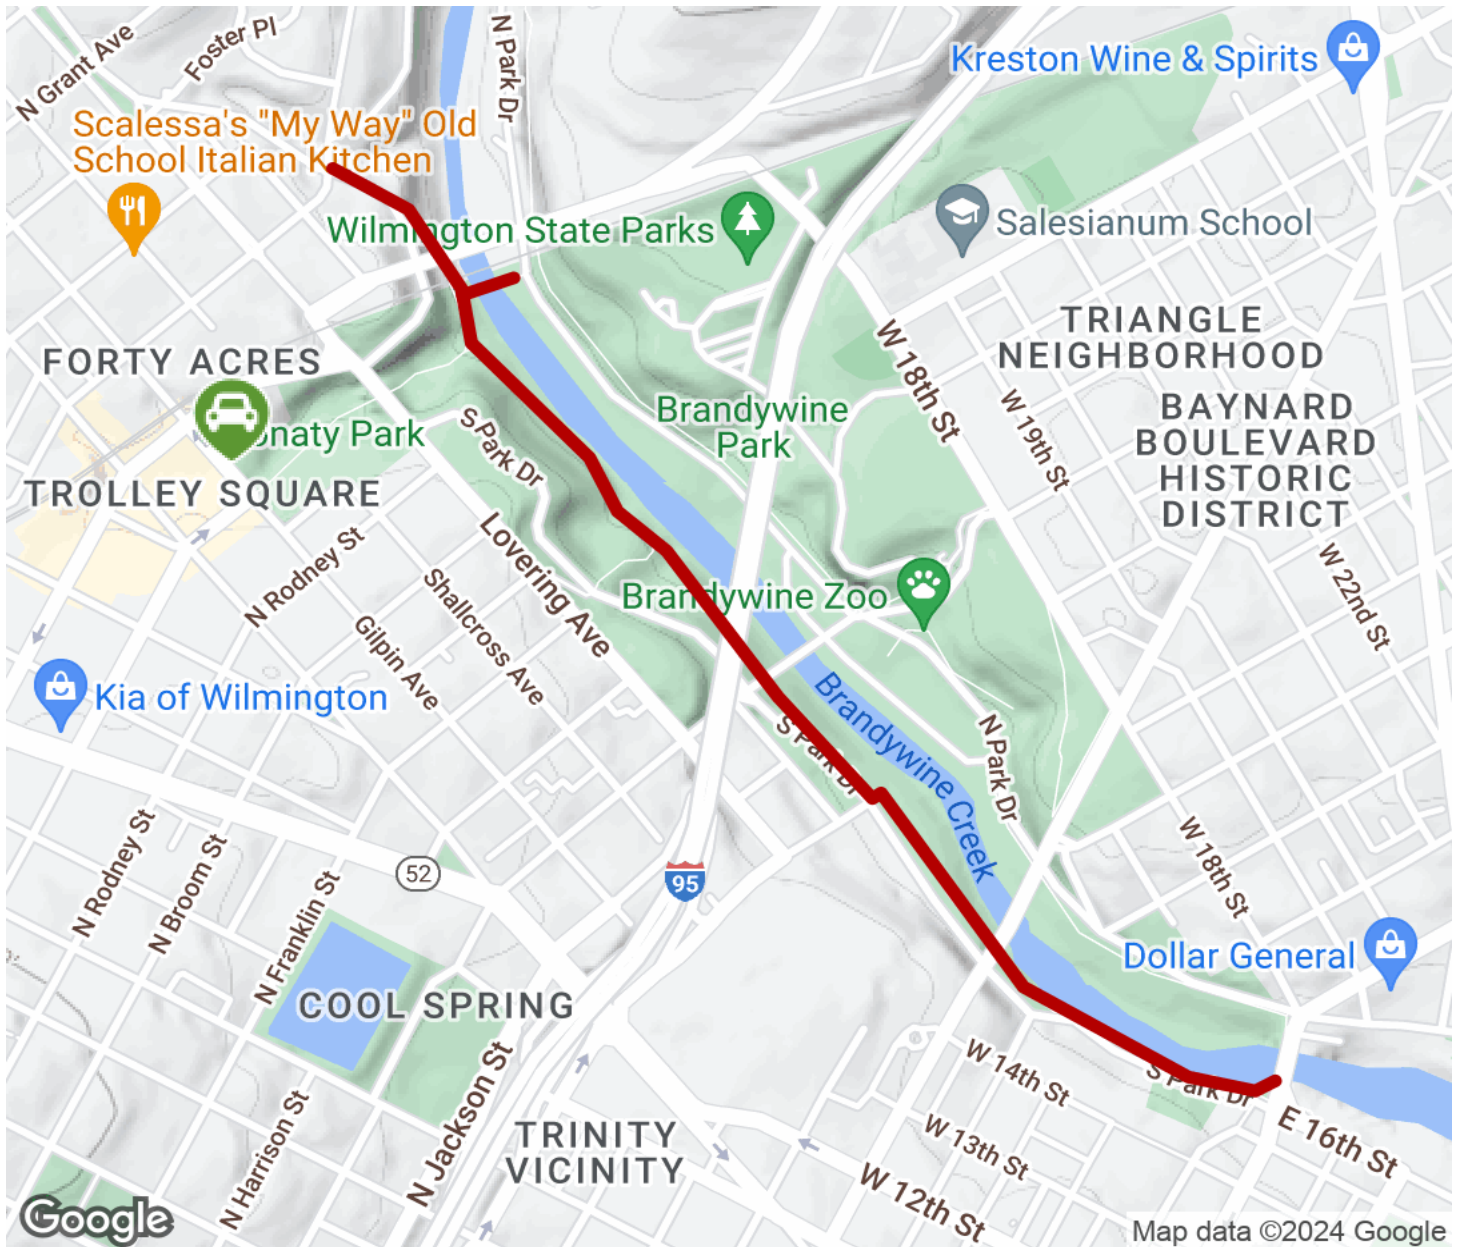 N Grant Ave
Foster Pl
N Park Dr
Kreston Wine & Spirits
Scalessa's "My Way" Old
School Italian Kitchen
Wilmington State Parks
Salesianum School
TRIANGLE
NEIGHBORHOOD
W 18th St
FORTY ACRES
onaty Park
Brandywine
Park
W 19th St
BAYNARD
BOULEVARD
HISTORIC
DISTRICT
S Park Dr
TROLLEY SQUARE
N Rodney St
Lovering Ave
Shallcross Ave
Gilpin Ave
Brandywine Zoo
W 22nd St
Kia of Wilmington
Brandywine Creek
S Park Dr
N Park Dr
N Rodney St
N Broom St
52
95
N Franklin St
W 18th St
Dollar General
COOL SPRING
N Jackson St
W 14th St
S Park Dr
N Harrison St
TRINITY
VICINITY
W 13th St
E 16th St
W 12th St
Google
Map data ©2024 Google